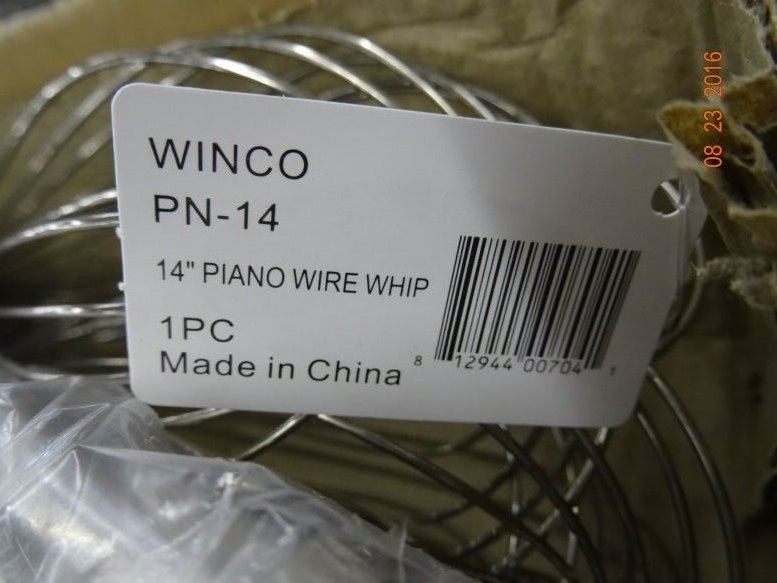 WINCO
PN-14
14" PIANO WIRE WHIP
1PC
Made in China
8 12944 00704 1
08 23 2016